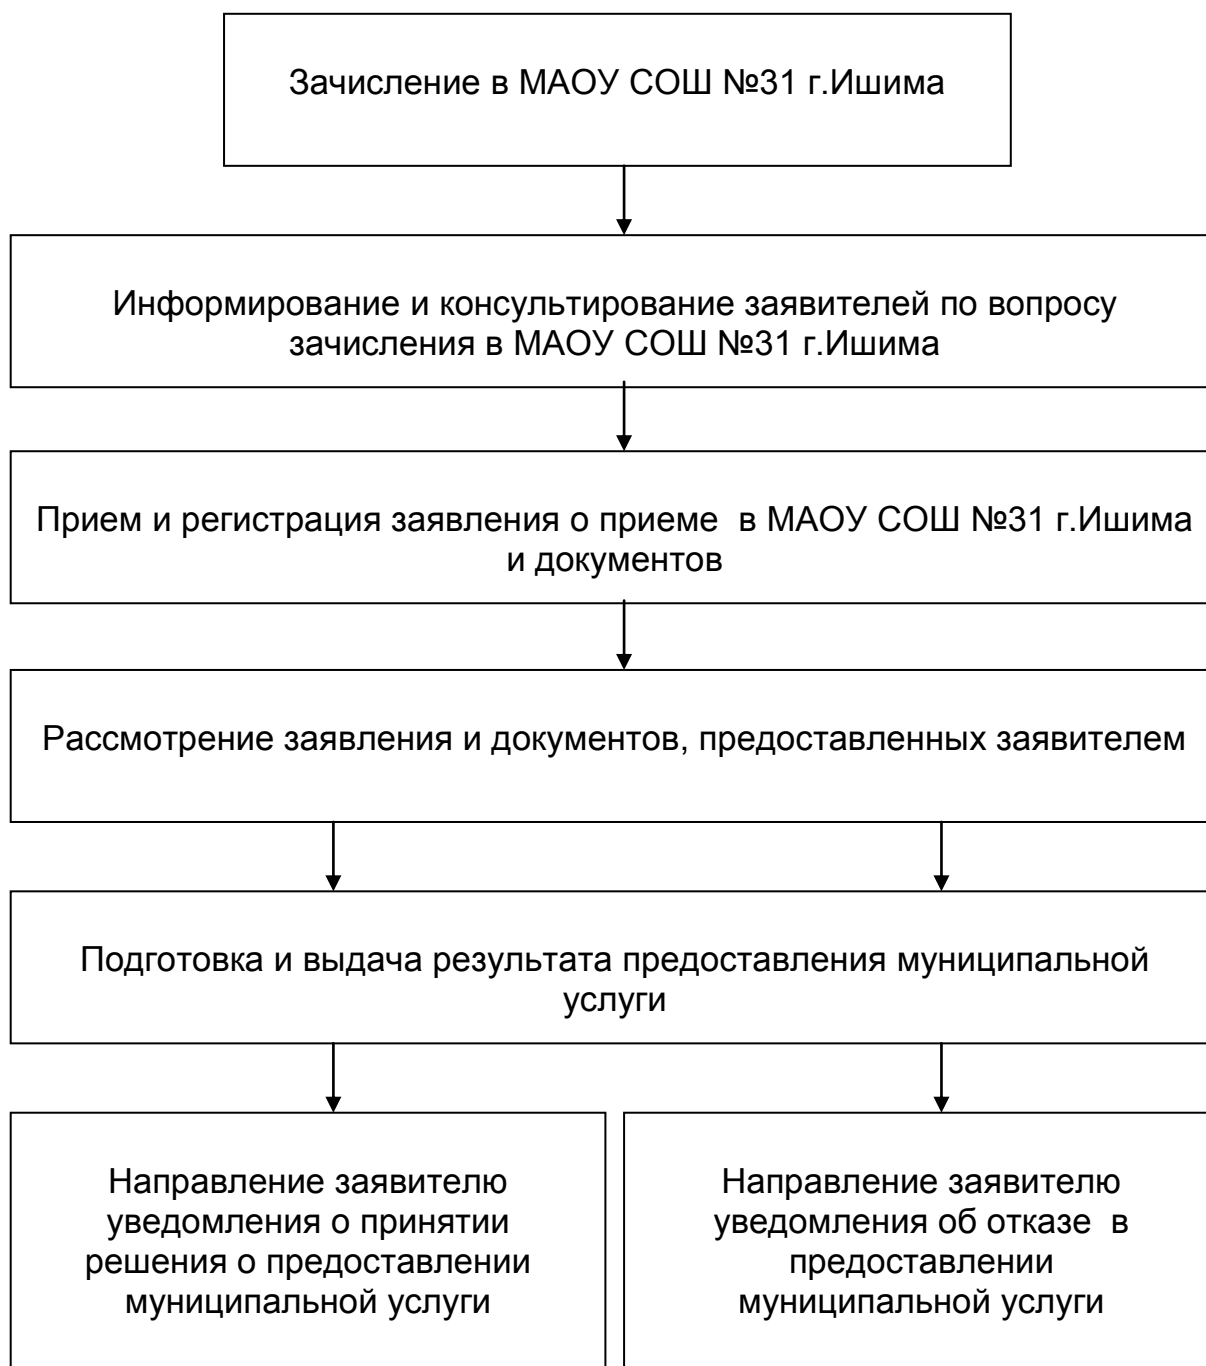 Зачисление в МАОУ СОШ №31 г.Ишима
Информирование и консультирование заявителей по вопросу
зачисления в МАОУ СОШ №31 г.Ишима
Прием и регистрация заявления о приеме  в МАОУ СОШ №31 г.Ишима
и документов
Рассмотрение заявления и документов, предоставленных заявителем
Подготовка и выдача результата предоставления муниципальной
услуги
Направление заявителю
уведомления о принятии
решения о предоставлении
муниципальной услуги
Направление заявителю
уведомления об отказе  в
предоставлении
муниципальной услуги